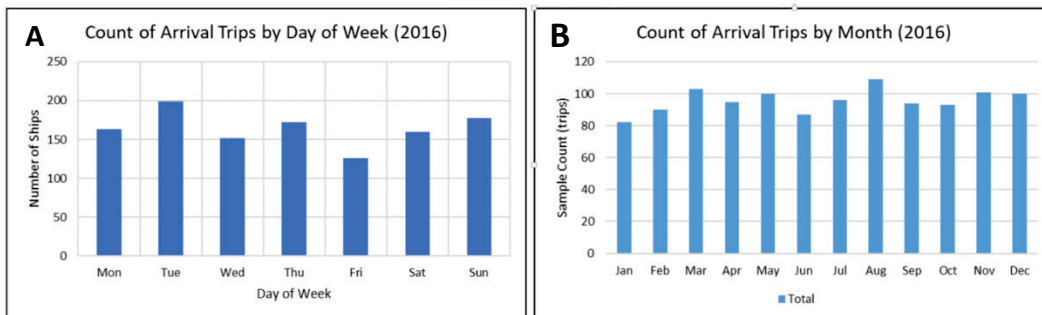 A
Count of Arrival Trips by Day of Week (2016)
250
200
150
100
50
0
Number of Ships
Mon Tue Wed Thu Fri Sat Sun
Day of Week
B
Count of Arrival Trips by Month (2016)
120
100
80
60
40
20
0
Sample Count (trips)
Jan Feb Mar Apr May Jun Jul Aug Sep Oct Nov Dec
Total